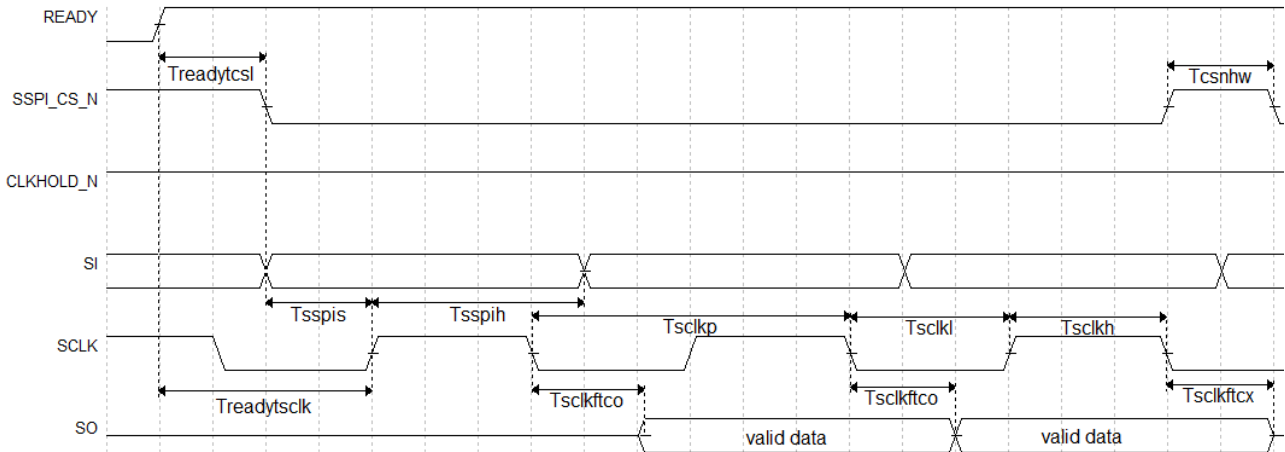 READY
Treadytcsl
Tcsnhw
SSPI_CS_N
CLKHOLD_N
SI
Tsspis
Tsspih
Tsclkp
Tsclkl
Tsclkh
SCLK
Treadytsclk
Tsclkftco
Tsclkftco
Tsclkftcx
SO
valid data
valid data